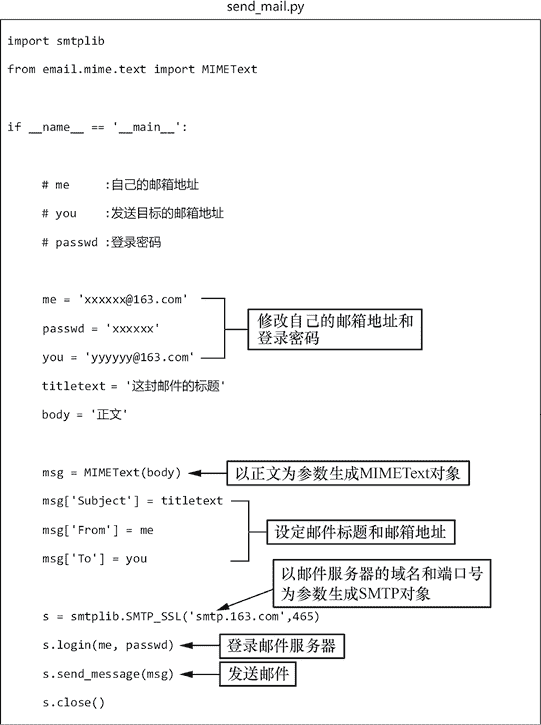 send_mail.py
import smtplib
from email.mime.text import MIMEText
if __name__ == '__main__':
# me     :自己的邮箱地址
# you    :发送目标的邮箱地址
# passwd :登录密码
me = 'xxxxxx@163.com'
passwd = 'xxxxxx'
you = 'yyyyyy@163.com'
修改自己的邮箱地址和
登录密码
titletext = '这封邮件的标题'
body = '正文'
msg = MIMEText(body)
以正文为参数生成MIMEText对象
msg['Subject'] = titletext
msg['From'] = me
msg['To'] = you
设定邮件标题和邮箱地址
以邮件服务器的域名和端口号
为参数生成SMTP对象
s = smtplib.SMTP_SSL('smtp.163.com',465)
s.login(me, passwd)
登录邮件服务器
s.send_message(msg)
发送邮件
s.close()